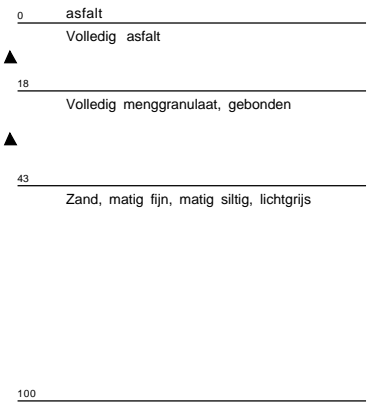 0 asfalt
Volledig asfalt
18
Volledig menggranulaat, gebonden
43
Zand, matig fijn, matig siltig, lichtgrijs
100